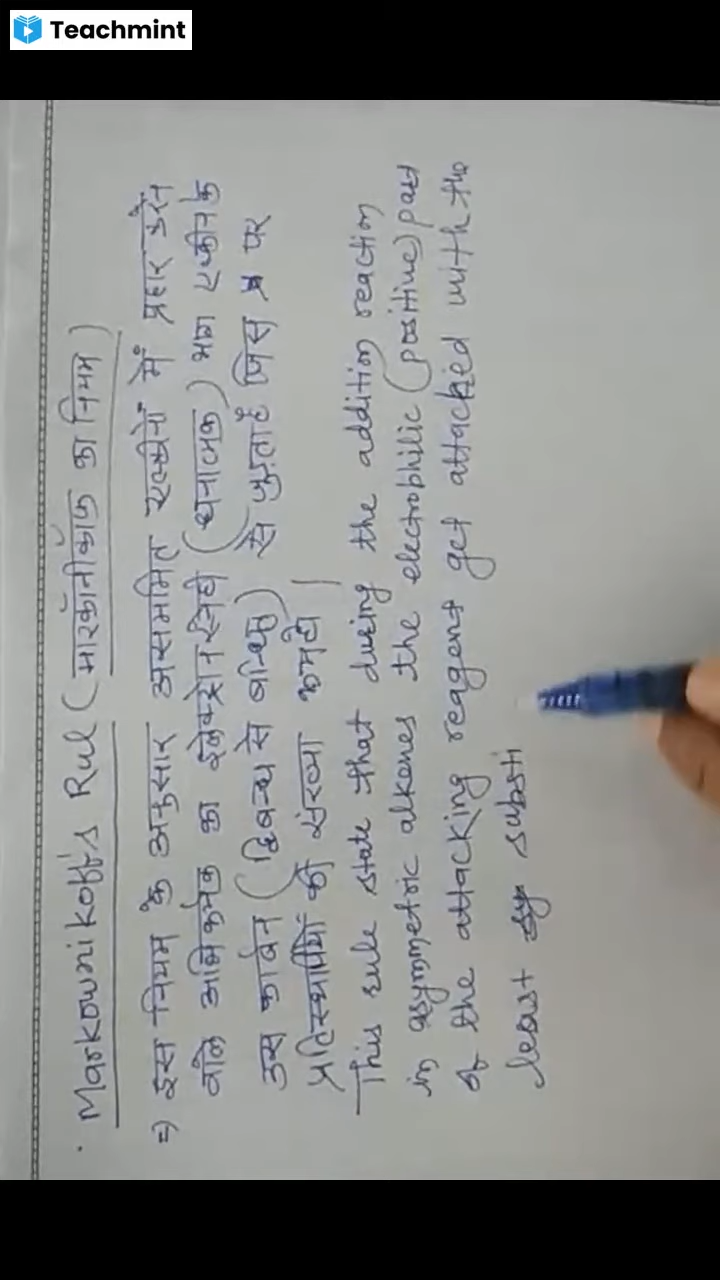 Teachmint
. Markownikoff's Rul (मारकोनीकॉफ का नियम)
=) इस नियम के अनुसार असममित एल्कीनों में प्रहार करने
वाले अभिकर्मक का इलेक्ट्रोनस्नेही (धनात्मक) भाग एल्कीन के
उस कार्बन (द्विबन्ध से बन्धित) से जुड़ता है जिस पर
प्रतिस्थापियों की संख्या कम हो।
This rule state that during the addition reaction
in asymmetric alkenes the electrophilic (positive) part
of the attacking reagent get attached with the
least substi